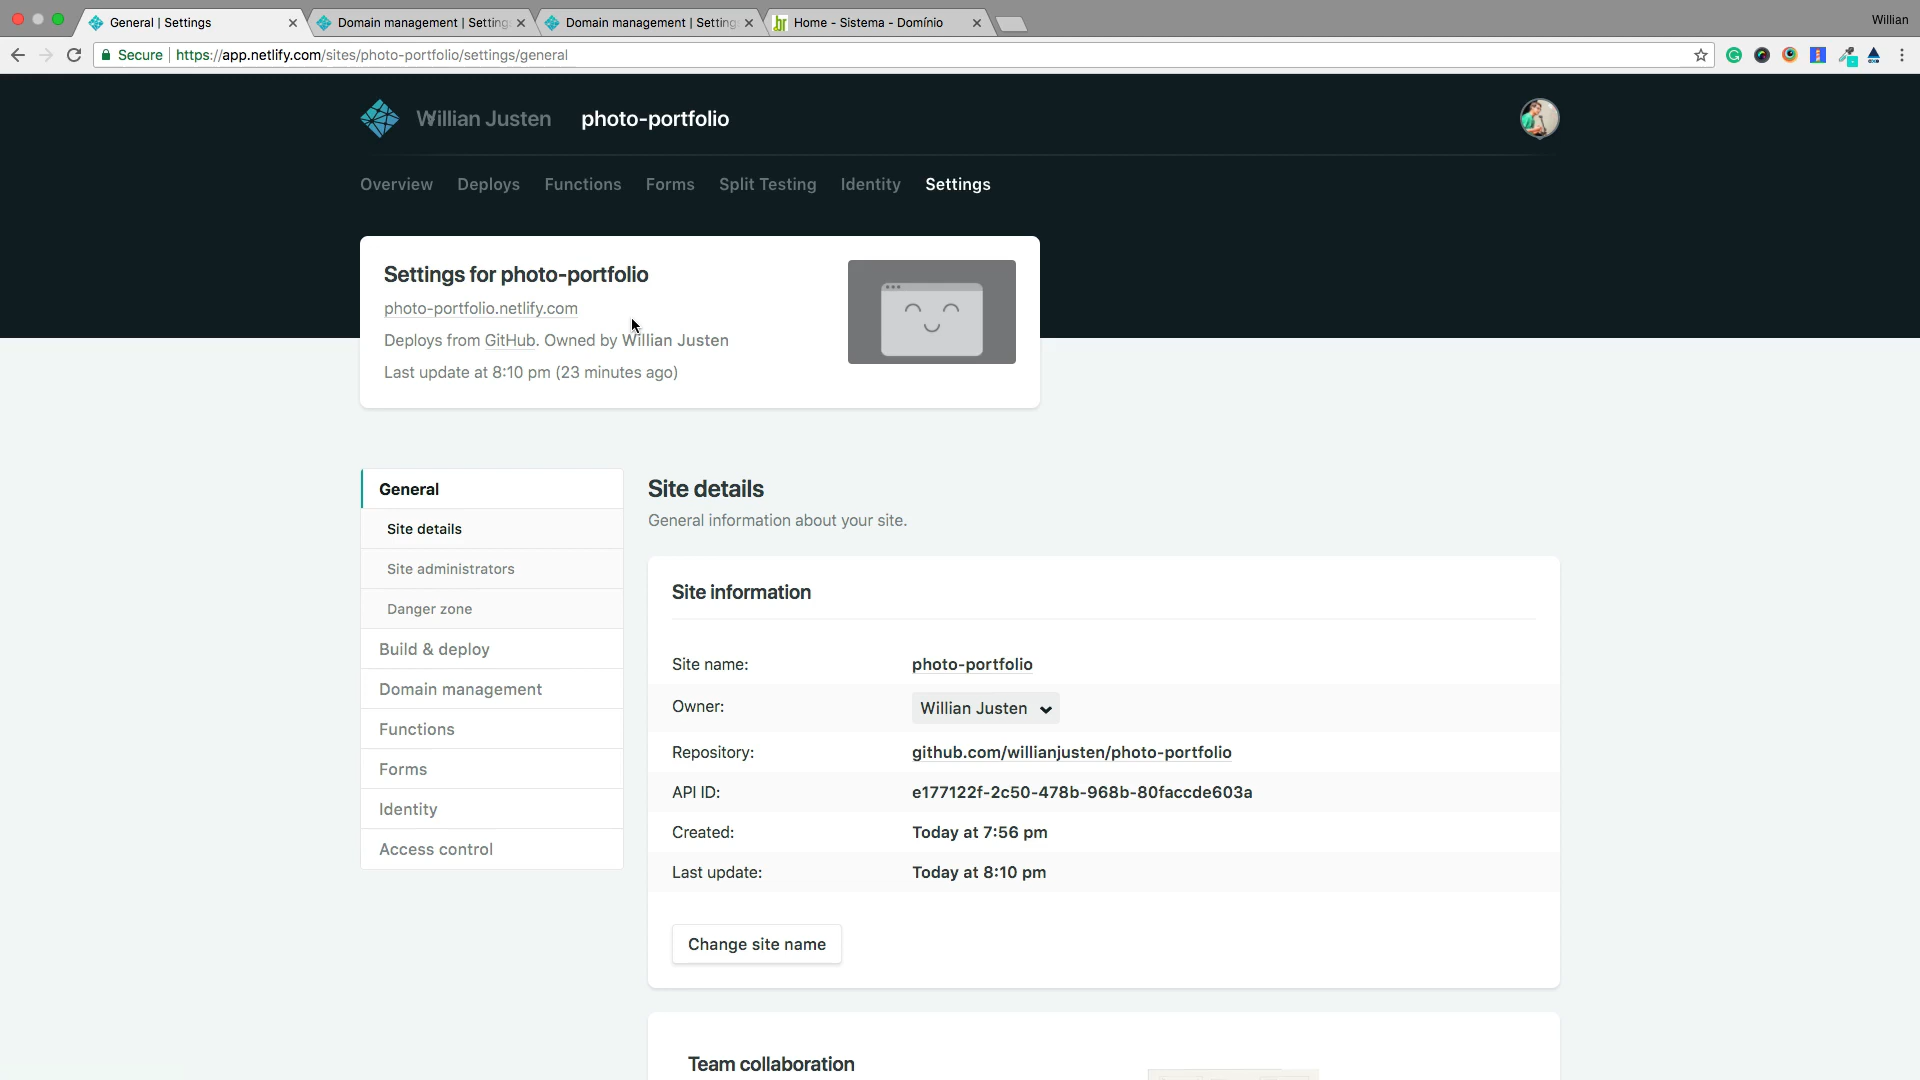 General | Settings
Domain management | Setting
Domain management | Setting
Home - Sistema - Domínio
Willian
Secure
https://app.netlify.com/sites/photo-portfolio/settings/general
Willian Justen
photo-portfolio
Overview
Deploys
Functions
Forms
Split Testing
Identity
Settings
Settings for photo-portfolio
photo-portfolio.netlify.com
Deploys from GitHub. Owned by Willian Justen
Last update at 8:10 pm (23 minutes ago)
General
Site details
Site administrators
Danger zone
Build & deploy
Domain management
Functions
Forms
Identity
Access control
Site details
General information about your site.
Site information
Site name: photo-portfolio
Owner: Willian Justen
Repository: github.com/willianjusten/photo-portfolio
API ID: e177122f-2c50-478b-968b-80faccde603a
Created: Today at 7:56 pm
Last update: Today at 8:10 pm
Change site name
Team collaboration